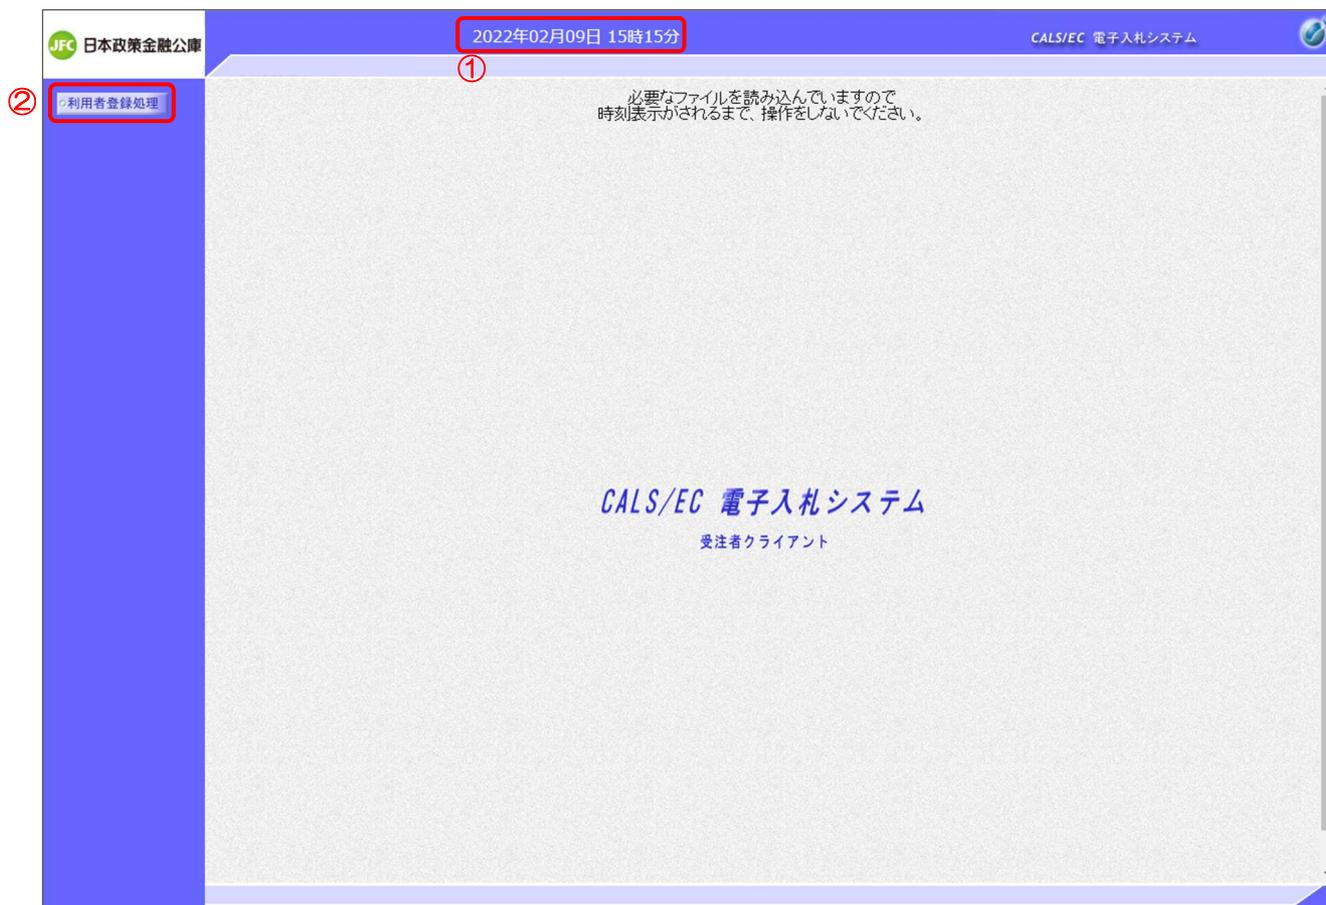 JFC 日本政策金融公庫
2022年02月09日 15時15分
CALS/EC 電子入札システム
①
②
利用者登録処理
必要なファイルを読み込んでいますので
時刻表示がされるまで、操作をしないでください。
CALS/EC 電子入札システム
受注者クライアント